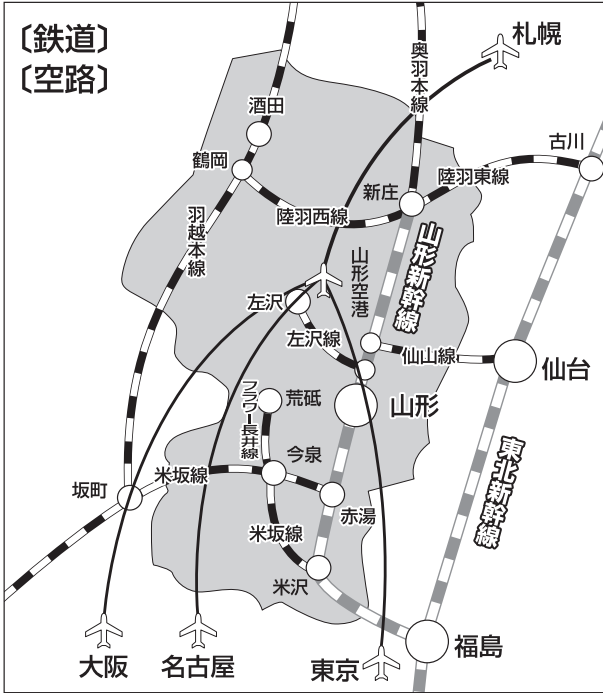 〔鉄道〕
〔空路〕
札幌
奥羽本線
酒田
古川
鶴岡
陸羽東線
新庄
陸羽西線
羽越本線
山形新幹線
山形空港
左沢
左沢線
仙山線
仙台
荒砥
山形
フラワー長井線
今泉
東北新幹線
米坂線
坂町
赤湯
米坂線
米沢
福島
大阪
名古屋
東京